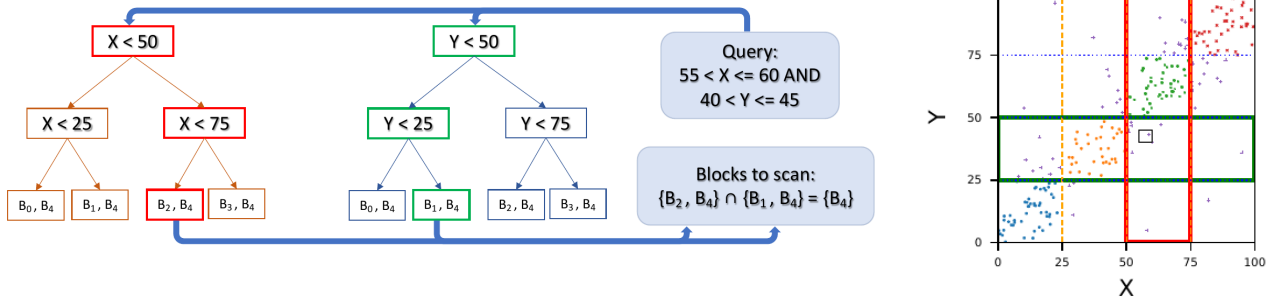 X < 50
Y < 50
Query:
55 < X <= 60 AND
40 < Y <= 45
X < 25
X < 75
Y < 25
Y < 75
Blocks to scan:
{B₂ , B₄} ∩ {B₁ , B₄} = {B₄}
B₀ , B₄
B₁ , B₄
B₂ , B₄
B₃ , B₄
B₀ , B₄
B₁ , B₄
B₂ , B₄
B₃ , B₄
Y
75
50
25
0
0
25
50
75
100
X